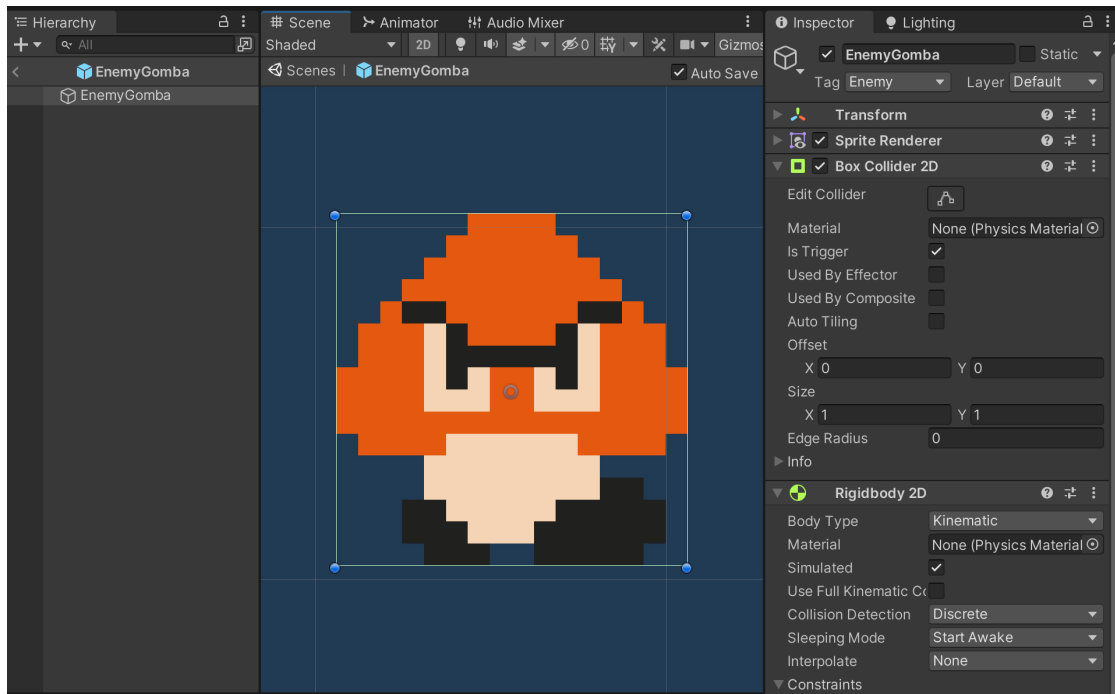 Hierarchy
All
EnemyGomba
EnemyGomba
Scene Animator Audio Mixer
Shaded 2D 0 Gizmos
Scenes | EnemyGomba Auto Save
Inspector Lighting
EnemyGomba Static
Tag Enemy Layer Default
Transform
Sprite Renderer
Box Collider 2D
Edit Collider
Material None (Physics Material
Is Trigger
Used By Effector
Used By Composite
Auto Tiling
Offset
X 0 Y 0
Size
X 1 Y 1
Edge Radius 0
Info
Rigidbody 2D
Body Type Kinematic
Material None (Physics Material
Simulated
Use Full Kinematic Co
Collision Detection Discrete
Sleeping Mode Start Awake
Interpolate None
Constraints